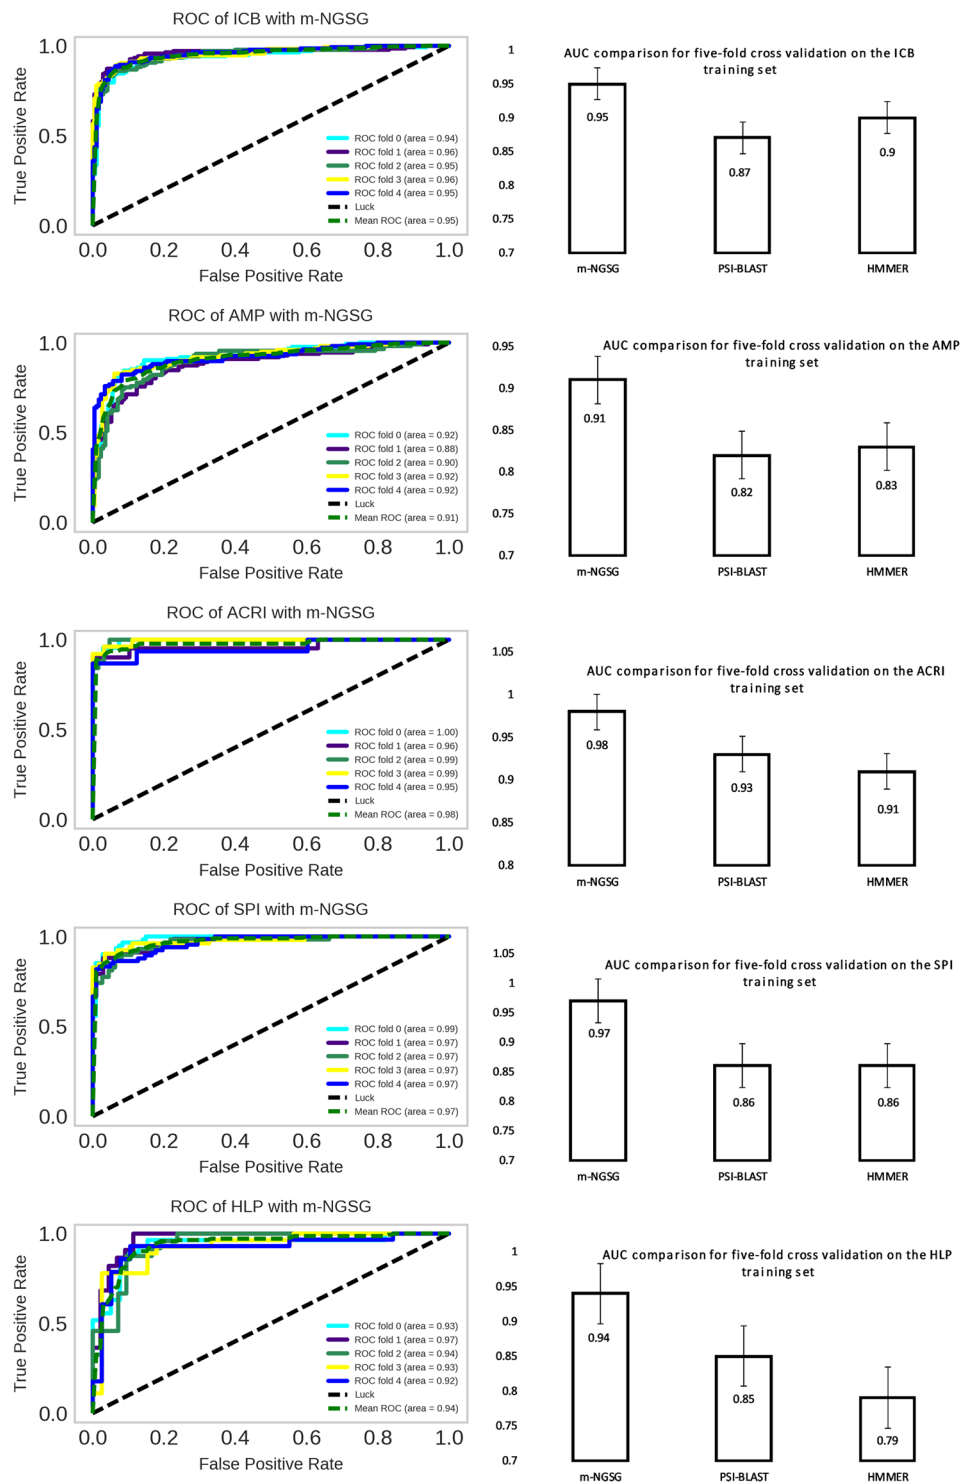 ROC of ICB with m-NGSG
1.0
0.5
0.0
True Positive Rate
ROC fold 0 (area = 0.94)
ROC fold 1 (area = 0.96)
ROC fold 2 (area = 0.95)
ROC fold 3 (area = 0.96)
ROC fold 4 (area = 0.95)
Luck
Mean ROC (area = 0.95)
0.0 0.2 0.4 0.6 0.8 1.0
False Positive Rate
AUC comparison for five-fold cross validation on the ICB
training set
1
0.95
0.9
0.85
0.8
0.75
0.7
0.95
0.87
0.9
m-NGSG PSI-BLAST HMMER
ROC of AMP with m-NGSG
1.0
0.5
0.0
True Positive Rate
ROC fold 0 (area = 0.92)
ROC fold 1 (area = 0.88)
ROC fold 2 (area = 0.90)
ROC fold 3 (area = 0.92)
ROC fold 4 (area = 0.92)
Luck
Mean ROC (area = 0.91)
0.0 0.2 0.4 0.6 0.8 1.0
False Positive Rate
AUC comparison for five-fold cross validation on the AMP
training set
0.95
0.9
0.85
0.8
0.75
0.7
0.91
0.82
0.83
m-NGSG PSI-BLAST HMMER
ROC of ACRI with m-NGSG
1.0
0.5
0.0
True Positive Rate
ROC fold 0 (area = 1.00)
ROC fold 1 (area = 0.96)
ROC fold 2 (area = 0.99)
ROC fold 3 (area = 0.99)
ROC fold 4 (area = 0.95)
Luck
Mean ROC (area = 0.98)
0.0 0.2 0.4 0.6 0.8 1.0
False Positive Rate
AUC comparison for five-fold cross validation on the ACRI
training set
1.05
1
0.95
0.9
0.85
0.8
0.98
0.93
0.91
m-NGSG PSI-BLAST HMMER
ROC of SPI with m-NGSG
1.0
0.5
0.0
True Positive Rate
ROC fold 0 (area = 0.99)
ROC fold 1 (area = 0.97)
ROC fold 2 (area = 0.97)
ROC fold 3 (area = 0.97)
ROC fold 4 (area = 0.97)
Luck
Mean ROC (area = 0.97)
0.0 0.2 0.4 0.6 0.8 1.0
False Positive Rate
AUC comparison for five-fold cross validation on the SPI
training set
1.05
1
0.95
0.9
0.85
0.8
0.75
0.7
0.97
0.86
0.86
m-NGSG PSI-BLAST HMMER
ROC of HLP with m-NGSG
1.0
0.5
0.0
True Positive Rate
ROC fold 0 (area = 0.93)
ROC fold 1 (area = 0.97)
ROC fold 2 (area = 0.94)
ROC fold 3 (area = 0.93)
ROC fold 4 (area = 0.92)
Luck
Mean ROC (area = 0.94)
0.0 0.2 0.4 0.6 0.8 1.0
False Positive Rate
AUC comparison for five-fold cross validation on the HLP
training set
1
0.95
0.9
0.85
0.8
0.75
0.7
0.94
0.85
0.79
m-NGSG PSI-BLAST HMMER